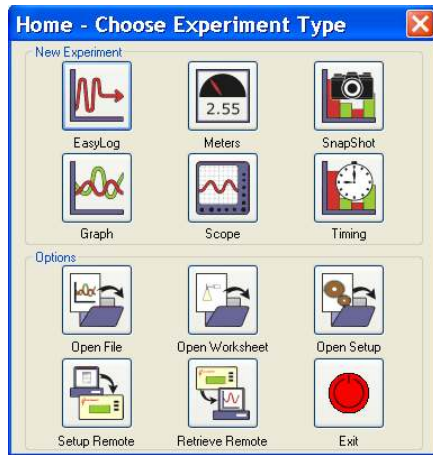 Home - Choose Experiment Type
New Experiment
2.55
EasyLog
Meters
SnapShot
Graph
Scope
Timing
Options
Open File
Open Worksheet
Open Setup
Setup Remote
Retrieve Remote
Exit